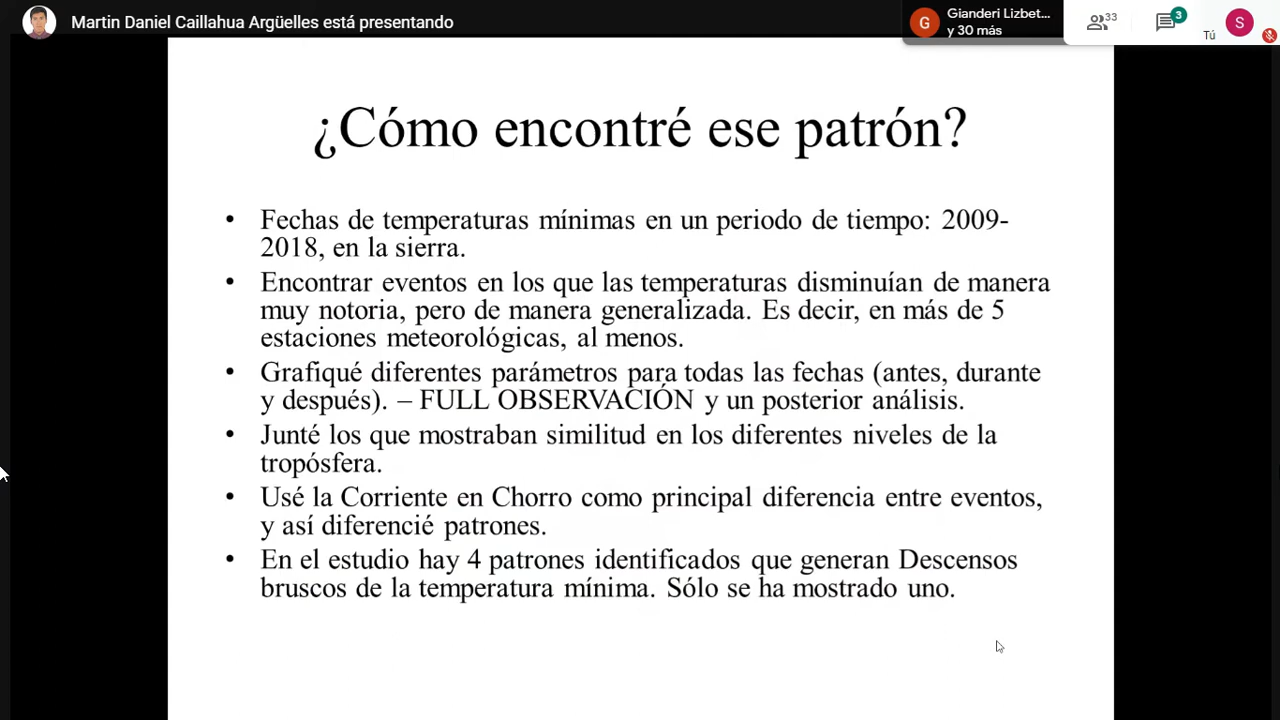 Martin Daniel Caillahua Argüelles está presentando
G
Gianderi Lizbet...
y 30 más
33
3
Tú
S
¿Cómo encontré ese patrón?
• Fechas de temperaturas mínimas en un periodo de tiempo: 2009-
2018, en la sierra.
• Encontrar eventos en los que las temperaturas disminuían de manera
muy notoria, pero de manera generalizada. Es decir, en más de 5
estaciones meteorológicas, al menos.
• Grafiqué diferentes parámetros para todas las fechas (antes, durante
y después). – FULL OBSERVACIÓN y un posterior análisis.
• Junté los que mostraban similitud en los diferentes niveles de la
tropósfera.
• Usé la Corriente en Chorro como principal diferencia entre eventos,
y así diferencié patrones.
• En el estudio hay 4 patrones identificados que generan Descensos
bruscos de la temperatura mínima. Sólo se ha mostrado uno.